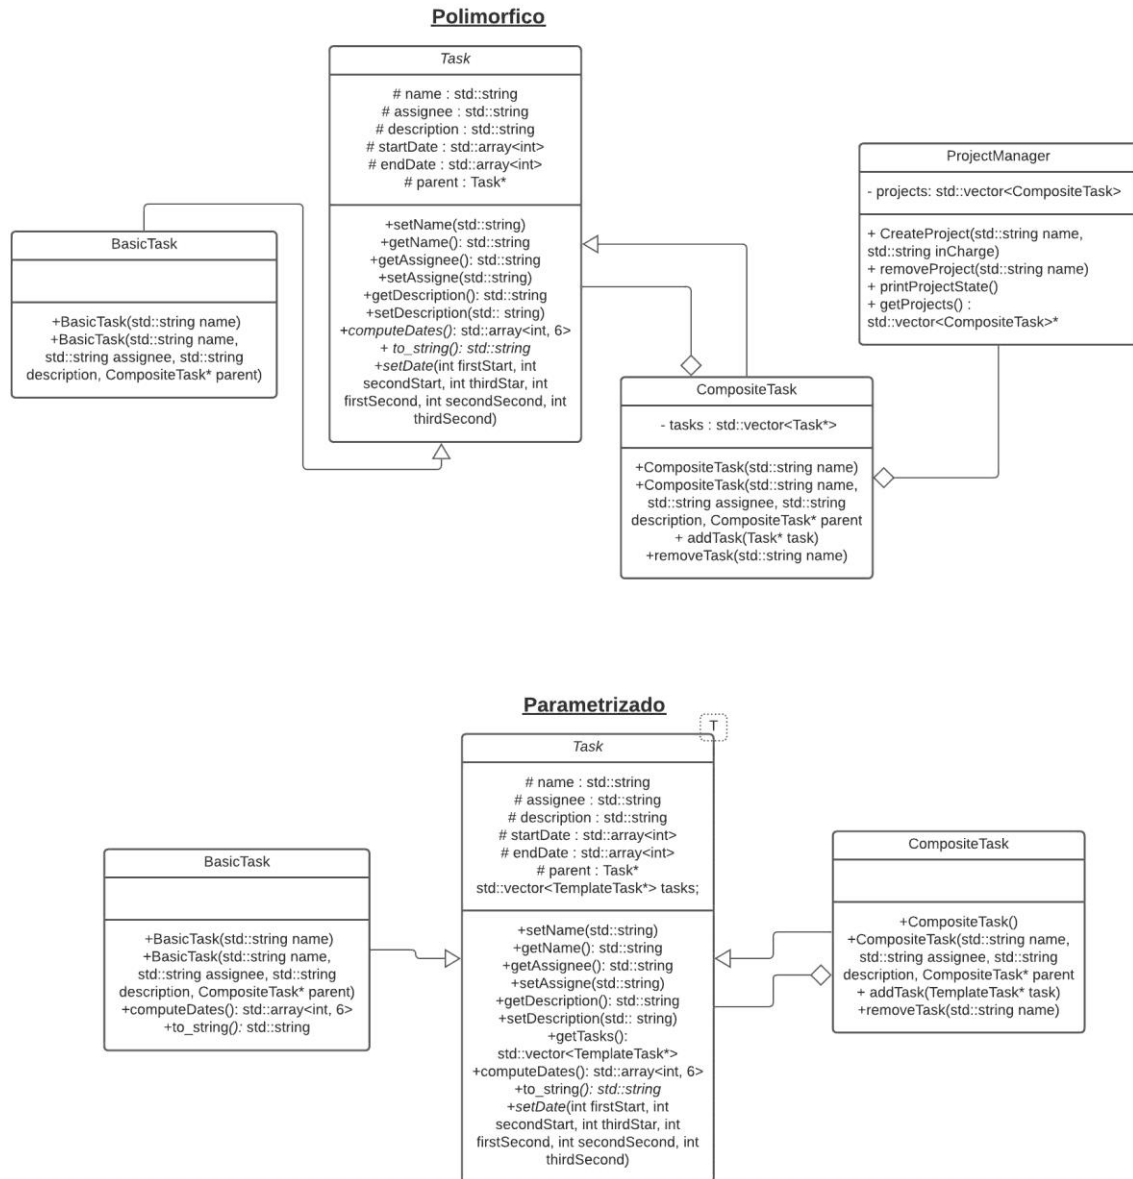 Polimorfico
Task
# name : std::string
# assignee : std::string
# description : std::string
# startDate : std::array<int>
# endDate : std::array<int>
# parent : Task*
+setName(std::string)
+getName(): std::string
+getAssignee(): std::string
+setAssigne(std::string)
+getDescription(): std::string
+setDescription(std:: string)
+computeDates(): std::array<int, 6>
+ to_string(): std::string
+setDate(int firstStart, int
secondStart, int thirdStar, int
firstSecond, int secondSecond, int
thirdSecond)
BasicTask
+BasicTask(std::string name)
+BasicTask(std::string name,
std::string assignee, std::string
description, CompositeTask* parent)
ProjectManager
- projects: std::vector<CompositeTask>
+ CreateProject(std::string name,
std::string inCharge)
+ removeProject(std::string name)
+ printProjectState()
+ getProjects() :
std::vector<CompositeTask>*
CompositeTask
- tasks : std::vector<Task*>
+CompositeTask(std::string name)
+CompositeTask(std::string name,
std::string assignee, std::string
description, CompositeTask* parent
+ addTask(Task* task)
+removeTask(std::string name)
Parametrizado
T
Task
# name : std::string
# assignee : std::string
# description : std::string
# startDate : std::array<int>
# endDate : std::array<int>
# parent : Task*
std::vector<TemplateTask*> tasks;
+setName(std::string)
+getName(): std::string
+getAssignee(): std::string
+setAssigne(std::string)
+getDescription(): std::string
+setDescription(std:: string)
+getTasks():
std::vector<TemplateTask*>
+computeDates(): std::array<int, 6>
+to_string(): std::string
+setDate(int firstStart, int
secondStart, int thirdStar, int
firstSecond, int secondSecond, int
thirdSecond)
BasicTask
+BasicTask(std::string name)
+BasicTask(std::string name,
std::string assignee, std::string
description, CompositeTask* parent)
+computeDates(): std::array<int, 6>
+to_string(): std::string
CompositeTask
+CompositeTask()
+CompositeTask(std::string name,
std::string assignee, std::string
description, CompositeTask* parent
+ addTask(TemplateTask* task)
+removeTask(std::string name)